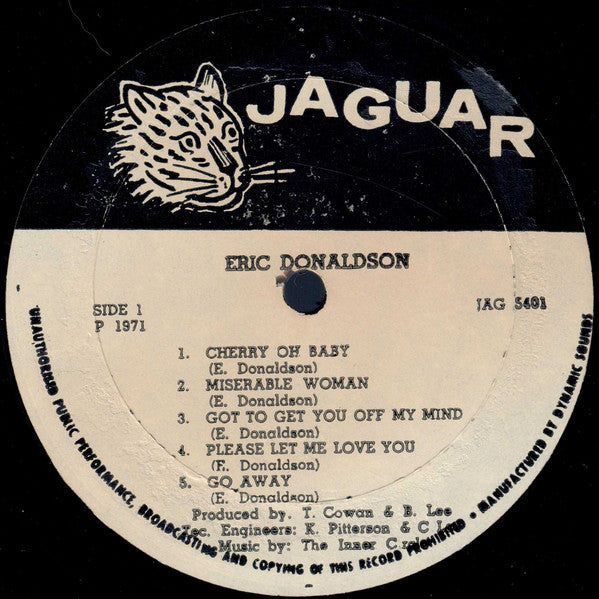 JAGUAR
ERIC DONALDSON
SIDE 1
P 1971
JAG 5401
1. CHERRY OH BABY
(E. Donaldson)
2. MISERABLE WOMAN
(E. Donaldson)
3. GOT TO GET YOU OFF MY MIND
(E. Donaldson)
4. PLEASE LET ME LOVE YOU
(E. Donaldson)
5. GO AWAY
(E. Donaldson)
Produced by. T. Cowan & B. Lee
Rec. Engineers: K. Pitterson & C
Music by: The Inner
UNAUTHORISED PUBLIC PERFORMANCE, BROADCASTING AND COPYING OF THIS RECORD PROHIBITED • MANUFACTURED BY DYNAMIC SOUNDS